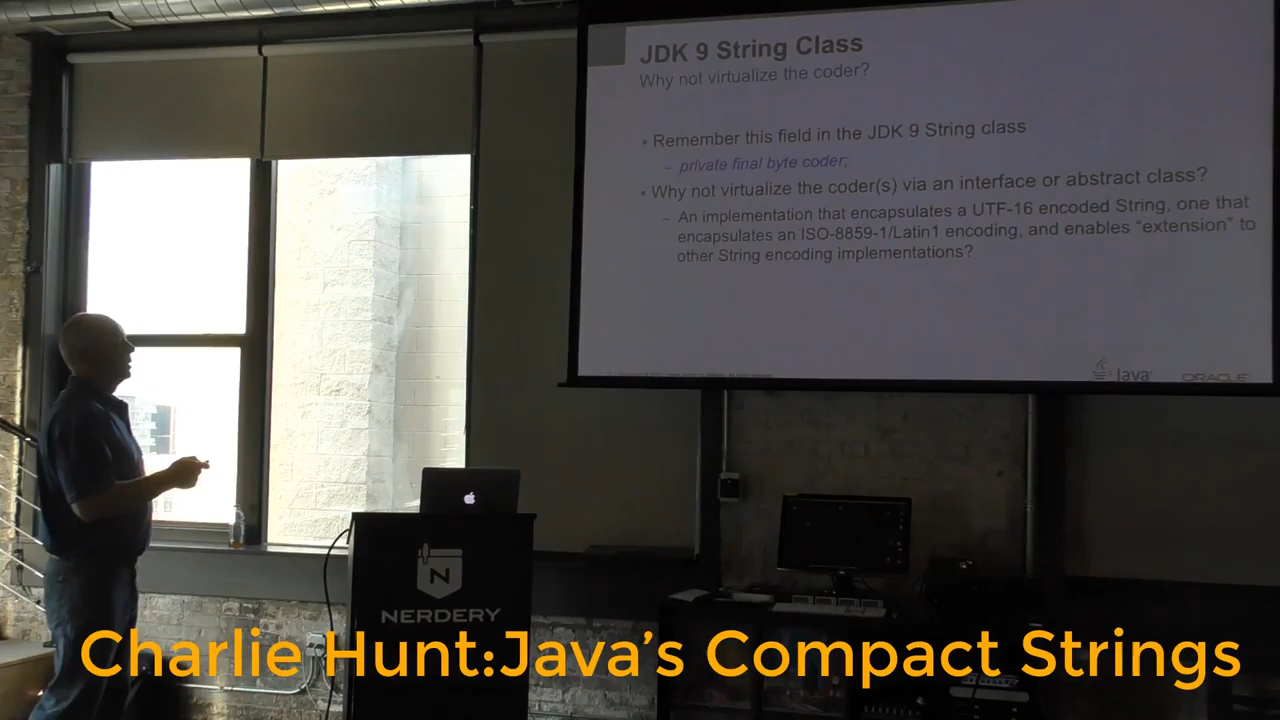 JDK 9 String Class
Why not virtualize the coder?
▪ Remember this field in the JDK 9 String class
– private final byte coder;
▪ Why not virtualize the coder(s) via an interface or abstract class?
– An implementation that encapsulates a UTF-16 encoded String, one that
encapsulates an ISO-8859-1/Latin1 encoding, and enables “extension” to
other String encoding implementations?
Java
ORACLE
N
NERDERY
Charlie Hunt:Java’s Compact Strings